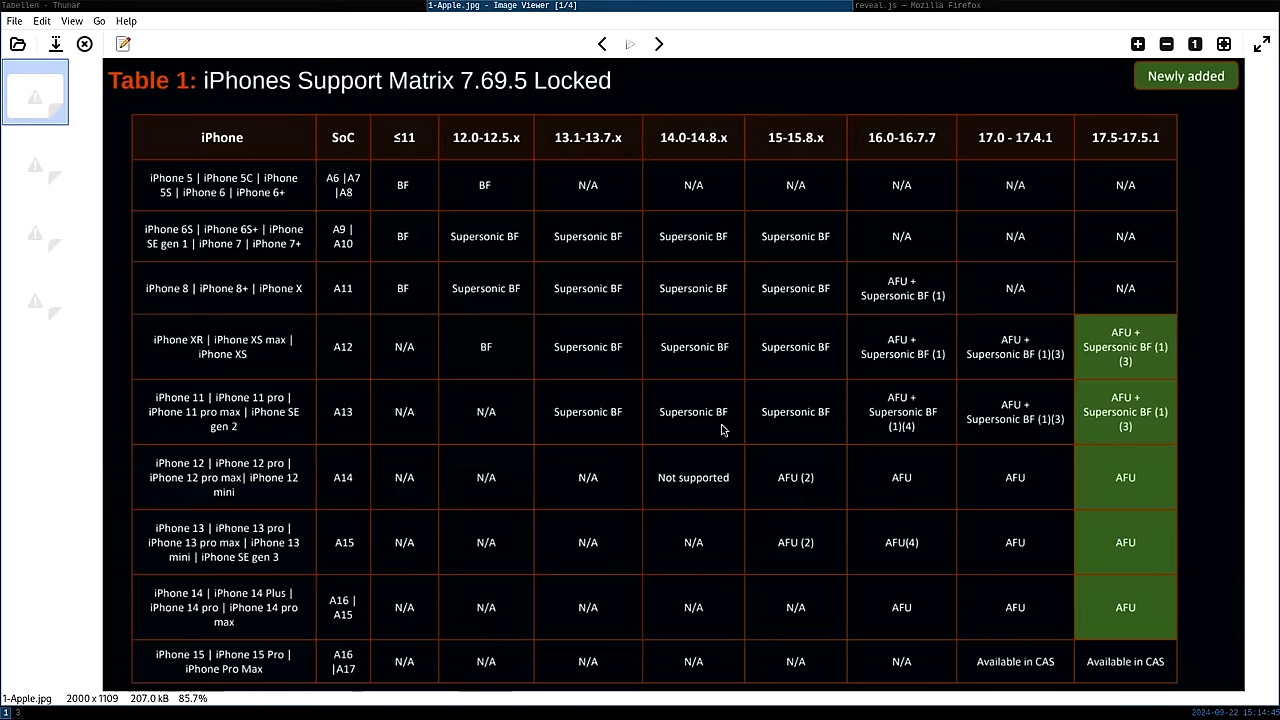 Tabellen - Thunar
1-Apple.jpg - Image Viewer [1/4]
reveal.js — Mozilla Firefox
File Edit View Go Help
Table 1: iPhones Support Matrix 7.69.5 Locked
Newly added
iPhone SoC ≤11 12.0-12.5.x 13.1-13.7.x 14.0-14.8.x 15-15.8.x 16.0-16.7.7 17.0 - 17.4.1 17.5-17.5.1
iPhone 5 | iPhone 5C | iPhone
5S | iPhone 6 | iPhone 6+
A6 |A7
|A8
BF BF N/A N/A N/A N/A N/A N/A
iPhone 6S | iPhone 6S+ | iPhone
SE gen 1 | iPhone 7 | iPhone 7+
A9 |
A10
BF Supersonic BF Supersonic BF Supersonic BF Supersonic BF N/A N/A N/A
iPhone 8 | iPhone 8+ | iPhone X A11 BF Supersonic BF Supersonic BF Supersonic BF Supersonic BF
AFU +
Supersonic BF (1)
N/A N/A
iPhone XR | iPhone XS max |
iPhone XS
A12 N/A BF Supersonic BF Supersonic BF Supersonic BF
AFU +
Supersonic BF (1)
AFU +
Supersonic BF (1)(3)
AFU +
Supersonic BF (1)
(3)
iPhone 11 | iPhone 11 pro |
iPhone 11 pro max | iPhone SE
gen 2
A13 N/A N/A Supersonic BF Supersonic BF Supersonic BF
AFU +
Supersonic BF
(1)(4)
AFU +
Supersonic BF (1)(3)
AFU +
Supersonic BF (1)
(3)
iPhone 12 | iPhone 12 pro |
iPhone 12 pro max| iPhone 12
mini
A14 N/A N/A N/A Not supported AFU (2) AFU AFU AFU
iPhone 13 | iPhone 13 pro |
iPhone 13 pro max | iPhone 13
mini | iPhone SE gen 3
A15 N/A N/A N/A N/A AFU (2) AFU(4) AFU AFU
iPhone 14 | iPhone 14 Plus |
iPhone 14 pro | iPhone 14 pro
max
A16 |
A15
N/A N/A N/A N/A N/A AFU AFU AFU
iPhone 15 | iPhone 15 Pro |
iPhone Pro Max
A16
|A17
N/A N/A N/A N/A N/A N/A Available in CAS Available in CAS
1-Apple.jpg 2000 x 1109 207.0 kB 85.7%
1 3
2024-09-22 15:14:45